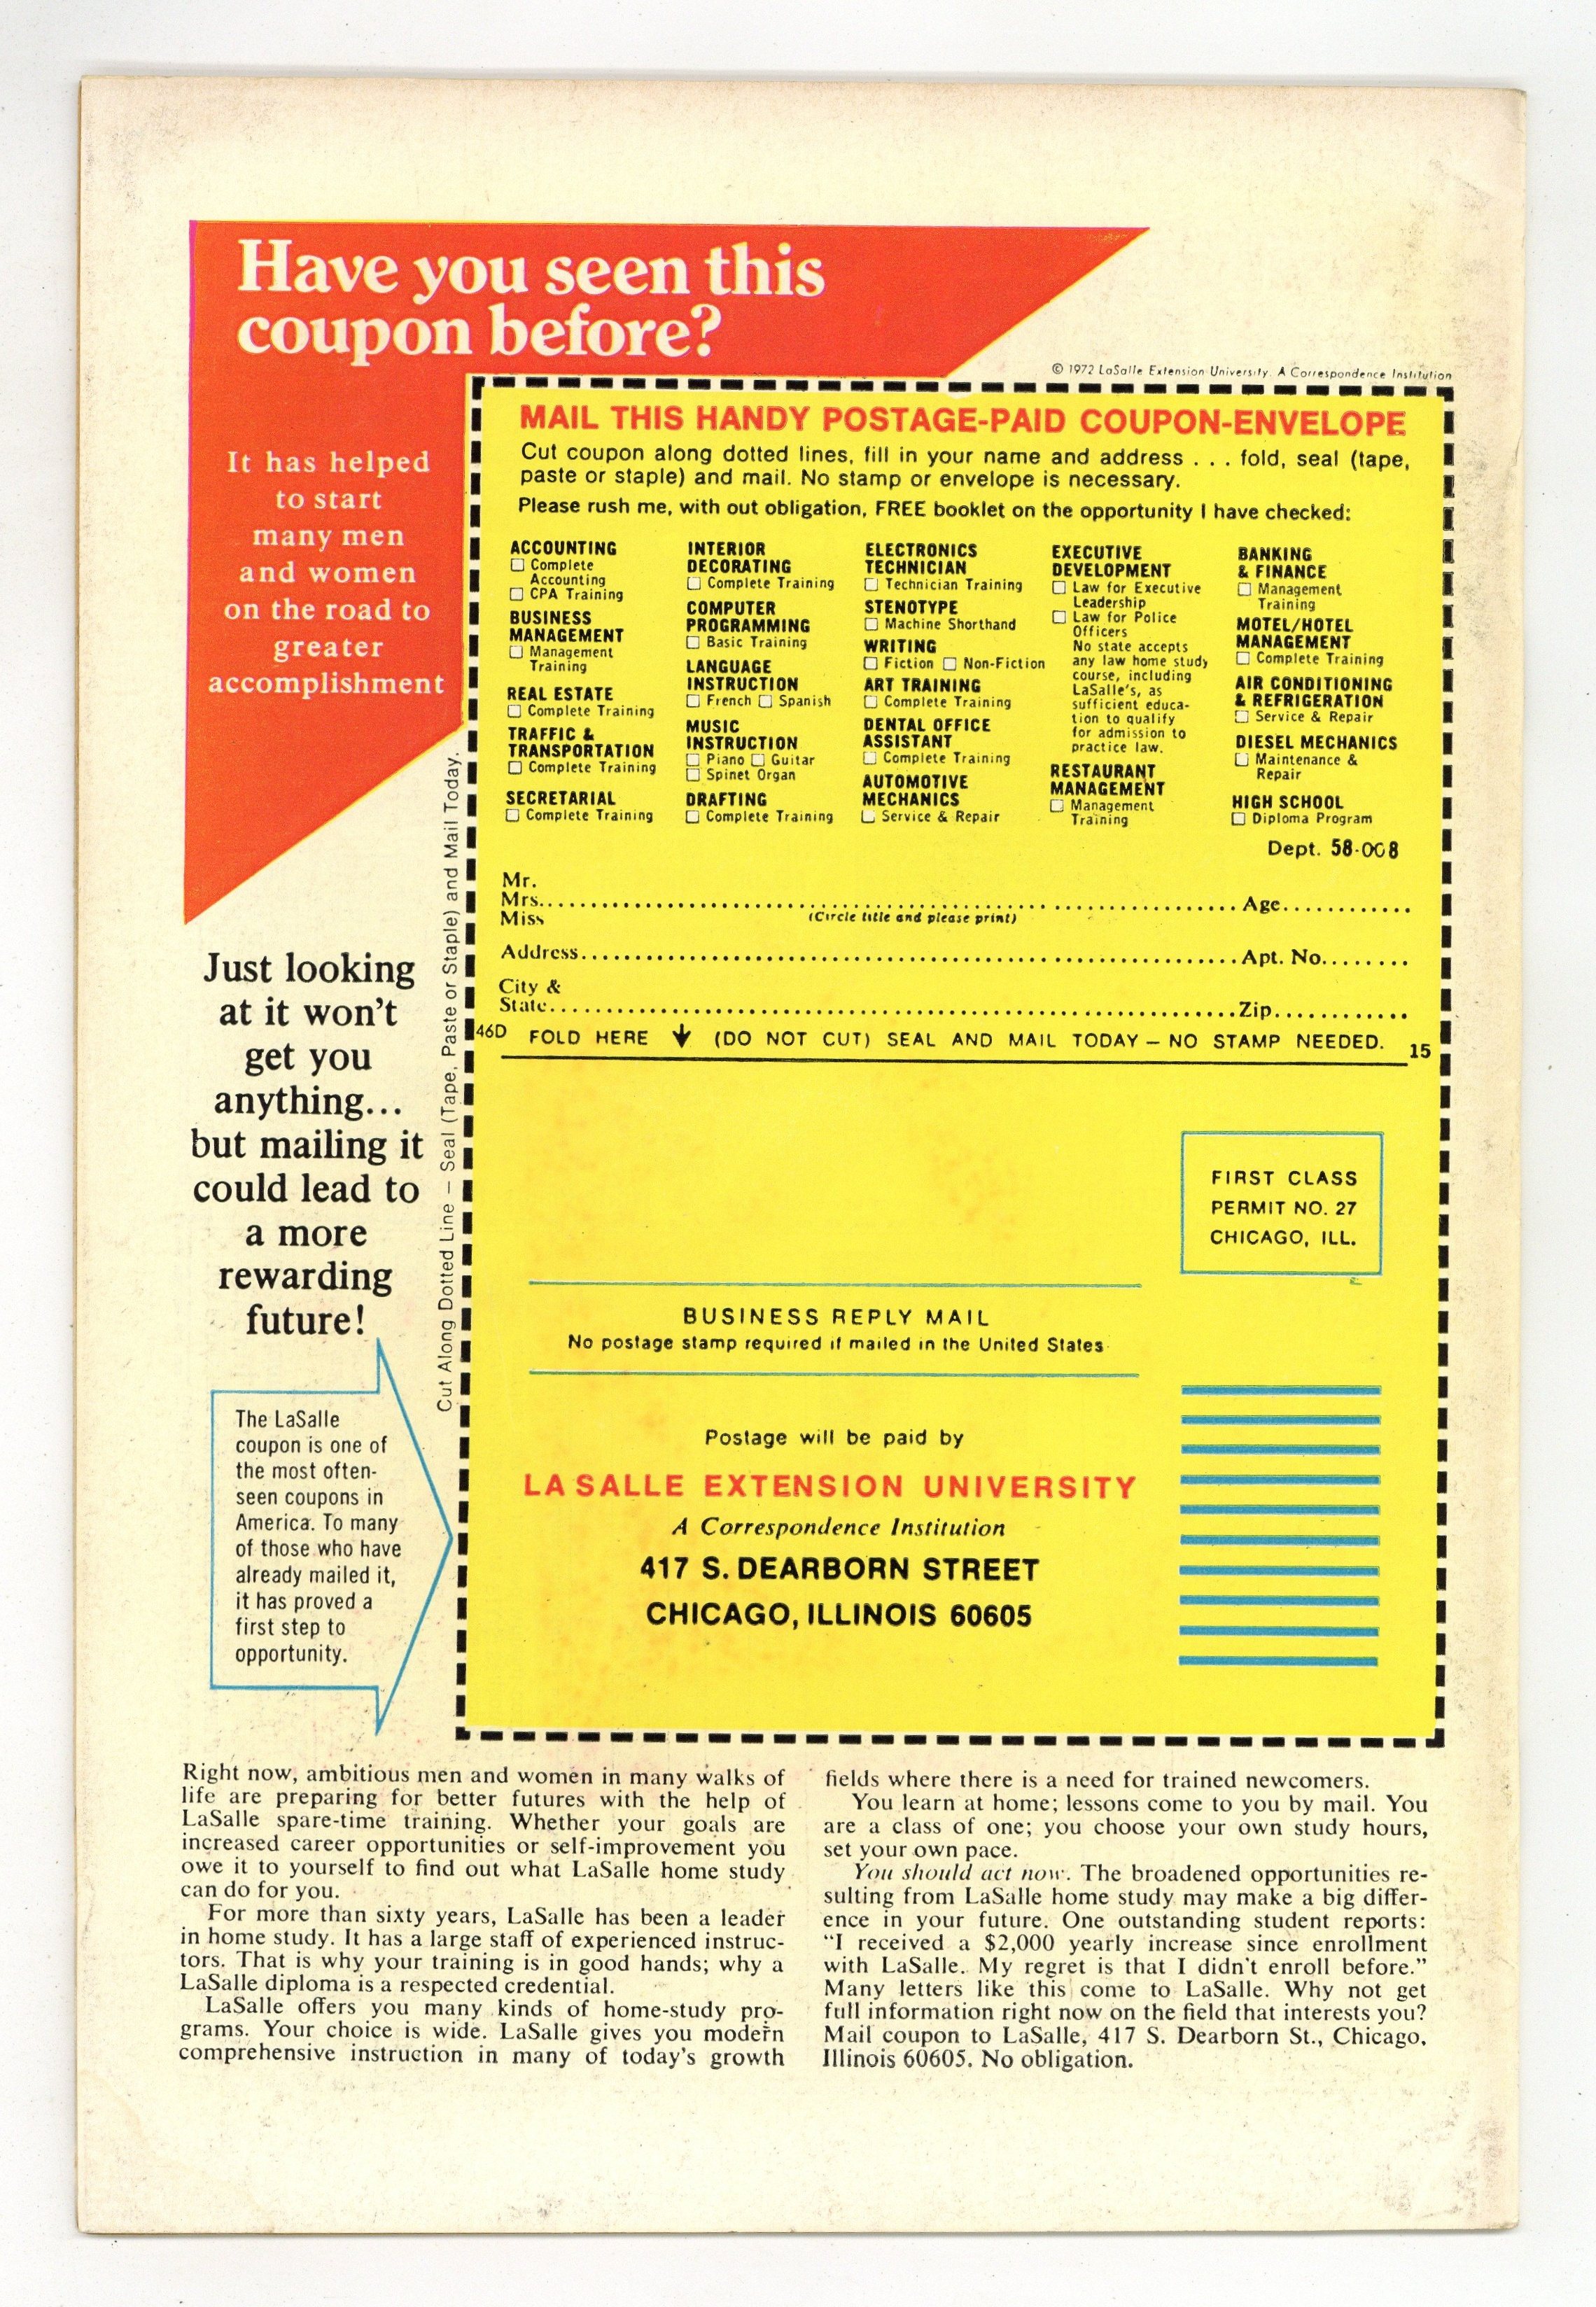 Have you seen this
coupon before?
It has helped
to start
many men
and women
on the road to
greater
accomplishment
Just looking
at it won't
get you
anything...
but mailing it
could lead to
a more
rewarding
future!
The LaSalle
coupon is one of
the most often-
seen coupons in
America. To many
of those who have
already mailed it,
it has proved a
first step to
opportunity.
Cut Along Dotted Line – Seal (Tape, Paste or Staple) and Mail Today.
© 1972 LaSalle Extension University. A Correspondence Institution
MAIL THIS HANDY POSTAGE-PAID COUPON-ENVELOPE
Cut coupon along dotted lines, fill in your name and address . . . fold, seal (tape,
paste or staple) and mail. No stamp or envelope is necessary.
Please rush me, with out obligation, FREE booklet on the opportunity I have checked:
ACCOUNTING
☐ Complete
Accounting
☐ CPA Training
BUSINESS
MANAGEMENT
☐ Management
Training
REAL ESTATE
☐ Complete Training
TRAFFIC &
TRANSPORTATION
☐ Complete Training
SECRETARIAL
☐ Complete Training
INTERIOR
DECORATING
☐ Complete Training
COMPUTER
PROGRAMMING
☐ Basic Training
LANGUAGE
INSTRUCTION
☐ French ☐ Spanish
MUSIC
INSTRUCTION
☐ Piano ☐ Guitar
☐ Spinet Organ
DRAFTING
☐ Complete Training
ELECTRONICS
TECHNICIAN
☐ Technician Training
STENOTYPE
☐ Machine Shorthand
WRITING
☐ Fiction ☐ Non-Fiction
ART TRAINING
☐ Complete Training
DENTAL OFFICE
ASSISTANT
☐ Complete Training
AUTOMOTIVE
MECHANICS
☐ Service & Repair
EXECUTIVE
DEVELOPMENT
☐ Law for Executive
Leadership
☐ Law for Police
Officers
No state accepts
any law home study
course, including
LaSalle's, as
sufficient educa-
tion to qualify
for admission to
practice law.
RESTAURANT
MANAGEMENT
☐ Management
Training
BANKING
& FINANCE
☐ Management
Training
MOTEL/HOTEL
MANAGEMENT
☐ Complete Training
AIR CONDITIONING
& REFRIGERATION
☐ Service & Repair
DIESEL MECHANICS
☐ Maintenance &
Repair
HIGH SCHOOL
☐ Diploma Program
Dept. 58-008
Mr.
Mrs. Age
Miss (Circle title and please print)
Address Apt. No.
City &
State Zip
46D FOLD HERE ↓ (DO NOT CUT) SEAL AND MAIL TODAY – NO STAMP NEEDED. 15
FIRST CLASS
PERMIT NO. 27
CHICAGO, ILL.
BUSINESS REPLY MAIL
No postage stamp required if mailed in the United States
Postage will be paid by
LA SALLE EXTENSION UNIVERSITY
A Correspondence Institution
417 S. DEARBORN STREET
CHICAGO, ILLINOIS 60605
Right now, ambitious men and women in many walks of
life are preparing for better futures with the help of
LaSalle spare-time training. Whether your goals are
increased career opportunities or self-improvement you
owe it to yourself to find out what LaSalle home study
can do for you.
For more than sixty years, LaSalle has been a leader
in home study. It has a large staff of experienced instruc-
tors. That is why your training is in good hands; why a
LaSalle diploma is a respected credential.
LaSalle offers you many kinds of home-study pro-
grams. Your choice is wide. LaSalle gives you modern
comprehensive instruction in many of today's growth
fields where there is a need for trained newcomers.
You learn at home; lessons come to you by mail. You
are a class of one; you choose your own study hours,
set your own pace.
You should act now. The broadened opportunities re-
sulting from LaSalle home study may make a big differ-
ence in your future. One outstanding student reports:
“I received a $2,000 yearly increase since enrollment
with LaSalle. My regret is that I didn't enroll before.”
Many letters like this come to LaSalle. Why not get
full information right now on the field that interests you?
Mail coupon to LaSalle, 417 S. Dearborn St., Chicago,
Illinois 60605. No obligation.